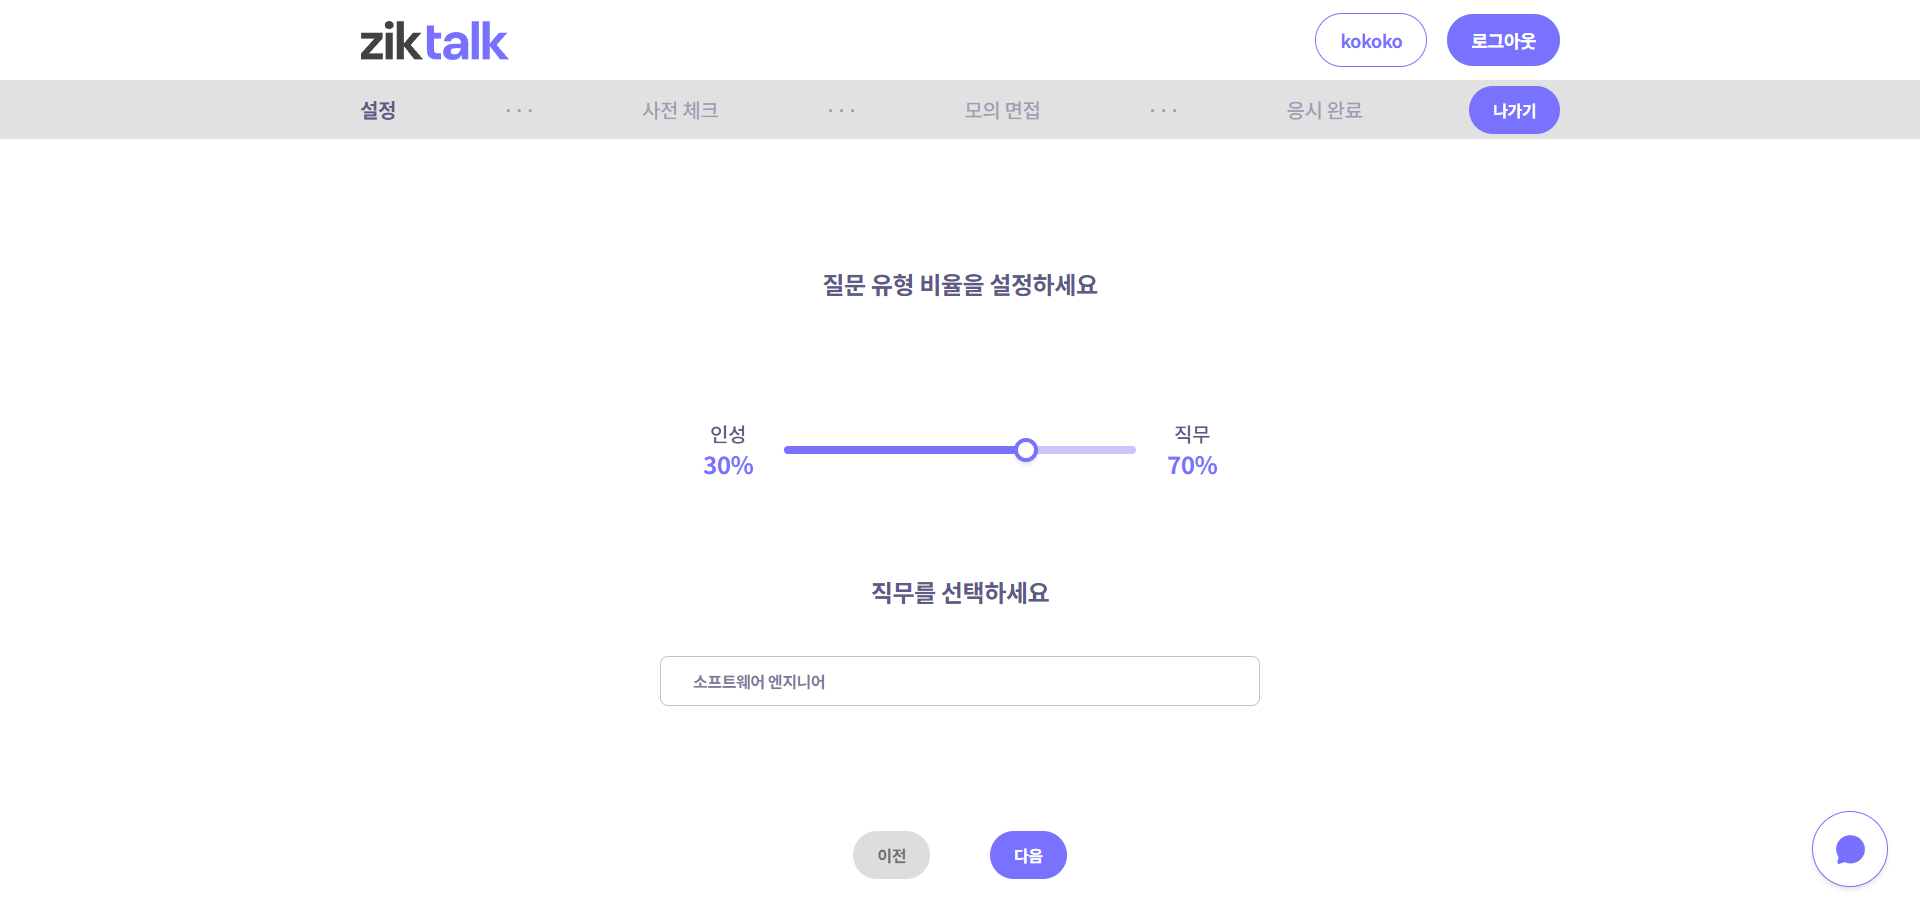 ziktalk
kokoko
로그아웃
설정 ··· 사전 체크 ··· 모의 면접 ··· 응시 완료 나가기
질문 유형 비율을 설정하세요
인성 직무
30% 70%
직무를 선택하세요
소프트웨어 엔지니어
이전 다음